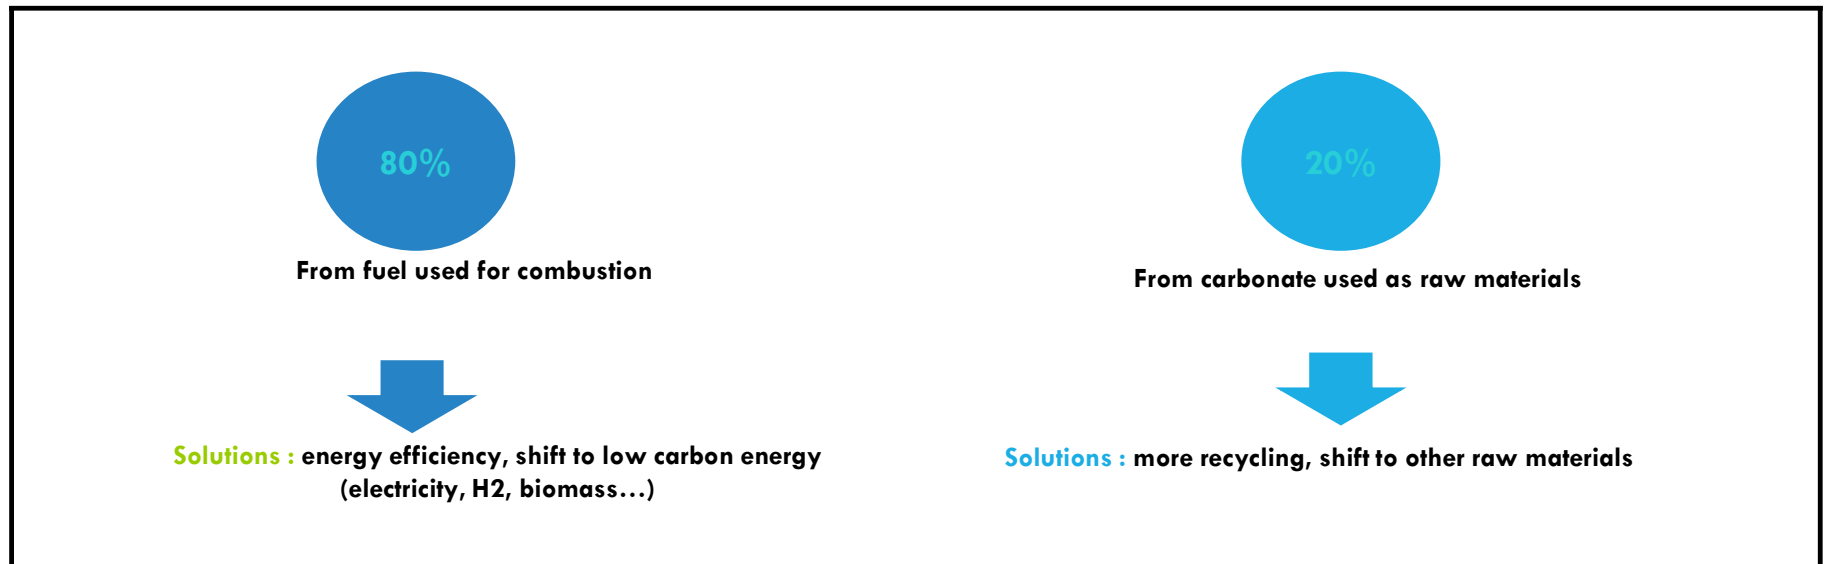 80%
From fuel used for combustion
Solutions : energy efficiency, shift to low carbon energy
(electricity, H2, biomass…)
20%
From carbonate used as raw materials
Solutions : more recycling, shift to other raw materials